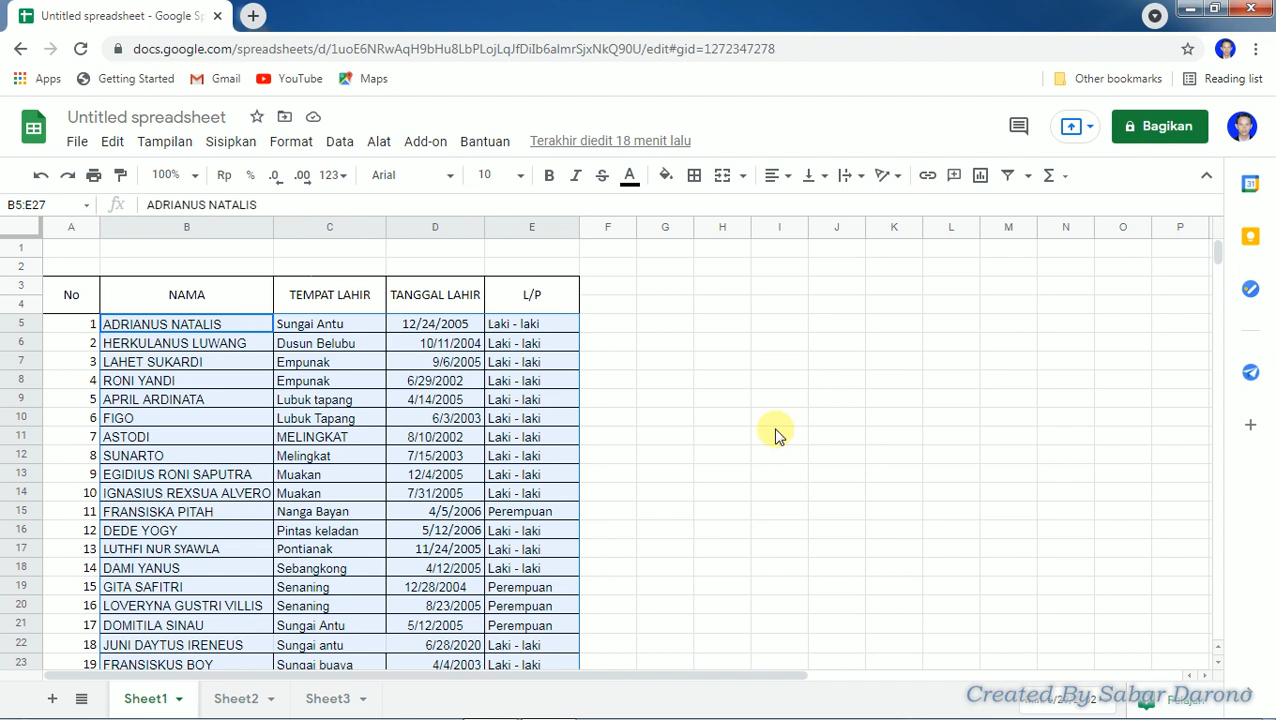 Untitled spreadsheet - Google Sp
docs.google.com/spreadsheets/d/1uoE6NRwAqH9bHu8LbPLojLqJfDiIb6aImrSjxNkQ90U/edit#gid=1272347278
Apps Getting Started Gmail YouTube Maps Other bookmarks Reading list
Untitled spreadsheet
File Edit Tampilan Sisipkan Format Data Alat Add-on Bantuan Terakhir diedit 18 menit lalu
Bagikan
100% Rp % .0 .00 123 Arial 10 B I S A Σ
31
B5:E27 fx ADRIANUS NATALIS
A B C D E F G H I J K L M N O P
1
2
3
4
No NAMA TEMPAT LAHIR TANGGAL LAHIR L/P
5 1 ADRIANUS NATALIS Sungai Antu 12/24/2005 Laki - laki
6 2 HERKULANUS LUWANG Dusun Belubu 10/11/2004 Laki - laki
7 3 LAHET SUKARDI Empunak 9/6/2005 Laki - laki
8 4 RONI YANDI Empunak 6/29/2002 Laki - laki
9 5 APRIL ARDINATA Lubuk tapang 4/14/2005 Laki - laki
10 6 FIGO Lubuk Tapang 6/3/2003 Laki - laki
11 7 ASTODI MELINGKAT 8/10/2002 Laki - laki
12 8 SUNARTO Melingkat 7/15/2003 Laki - laki
13 9 EGIDIUS RONI SAPUTRA Muakan 12/4/2005 Laki - laki
14 10 IGNASIUS REXSUA ALVERO Muakan 7/31/2005 Laki - laki
15 11 FRANSISKA PITAH Nanga Bayan 4/5/2006 Perempuan
16 12 DEDE YOGY Pintas keladan 5/12/2006 Laki - laki
17 13 LUTHFI NUR SYAWLA Pontianak 11/24/2005 Laki - laki
18 14 DAMI YANUS Sebangkong 4/12/2005 Laki - laki
19 15 GITA SAFITRI Senaning 12/28/2004 Perempuan
20 16 LOVERYNA GUSTRI VILLIS Senaning 8/23/2005 Perempuan
21 17 DOMITILA SINAU Sungai Antu 5/12/2005 Perempuan
22 18 JUNI DAYTUS IRENEUS Sungai antu 6/28/2020 Laki - laki
23 19 FRANSISKUS BOY Sungai buaya 4/4/2003 Laki - laki
Sheet1 Sheet2 Sheet3
Created By Sabar Darono